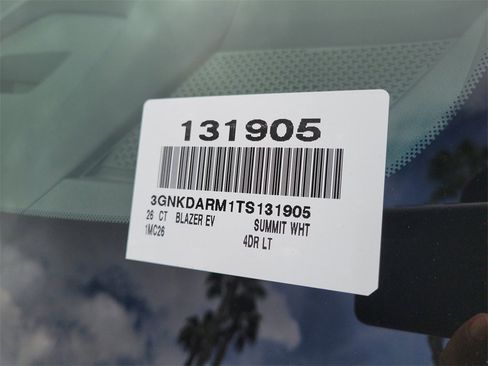 131905
3GNKDARM1TS131905
26 CT BLAZER EV SUMMIT WHT
1MC26 4DR LT